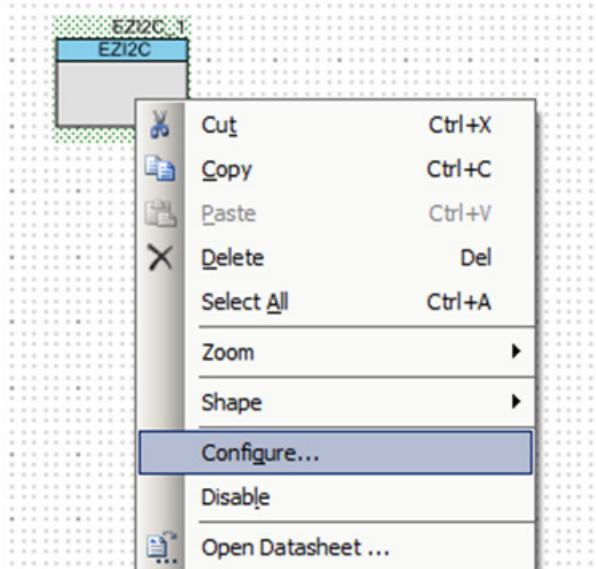 EZI2C_1
EZI2C
Cut Ctrl+X
Copy Ctrl+C
Paste Ctrl+V
Delete Del
Select All Ctrl+A
Zoom
Shape
Configure...
Disable
Open Datasheet ...